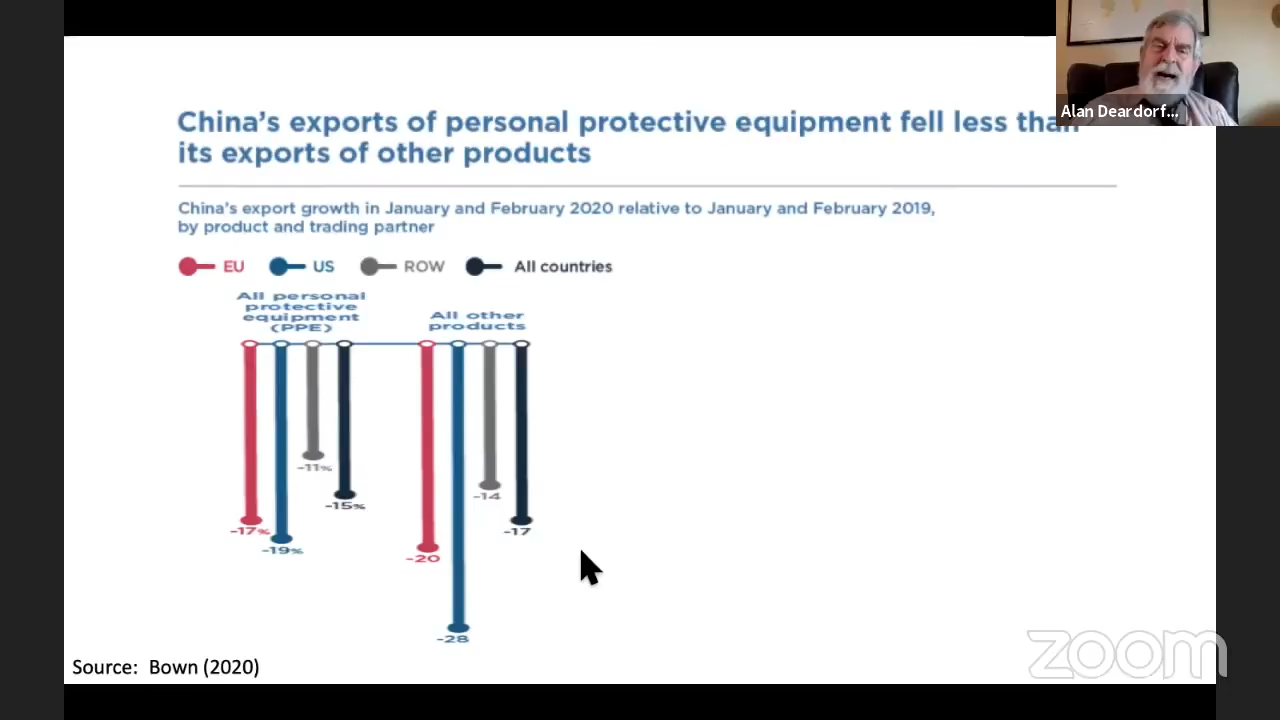 China's exports of personal protective equipment fell less than
its exports of other products
China's export growth in January and February 2020 relative to January and February 2019,
by product and trading partner
EU US ROW All countries
All personal
protective
equipment
(PPE)
All other
products
-11%
-15%
-17%
-19%
-14
-17
-20
-28
Source: Bown (2020)
Alan Deardorf...
zoom